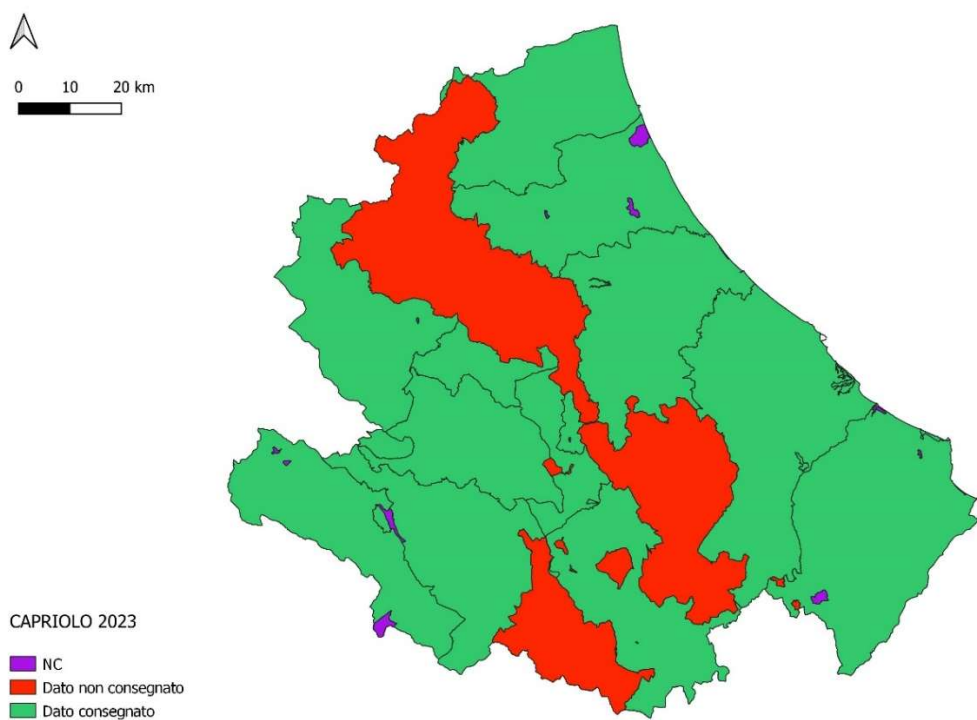 0 10 20 km
CAPRIOLO 2023
NC
Dato non consegnato
Dato consegnato